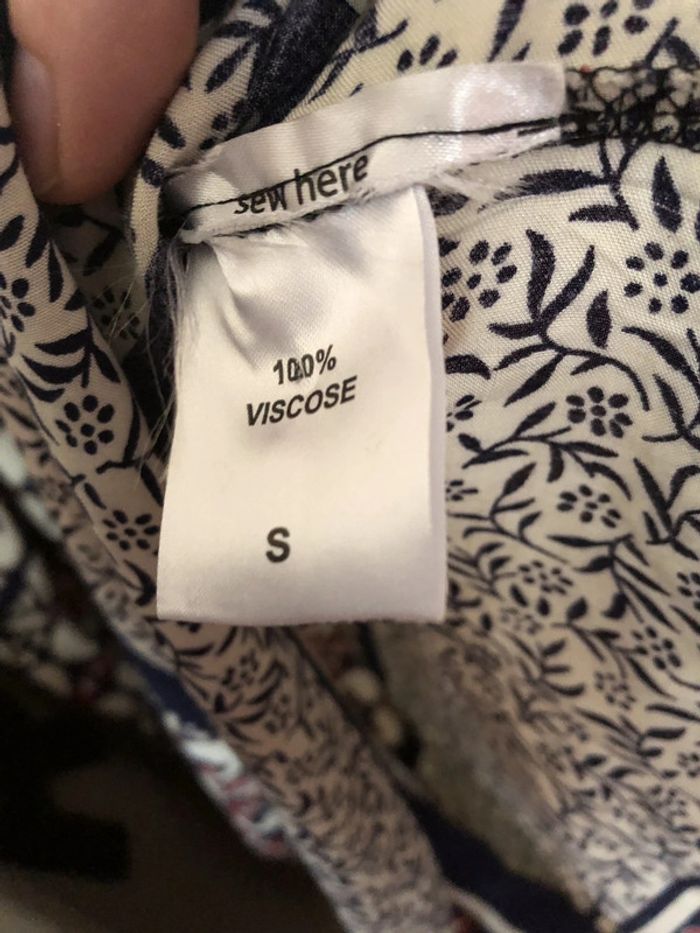 sew here
100%
VISCOSE
S